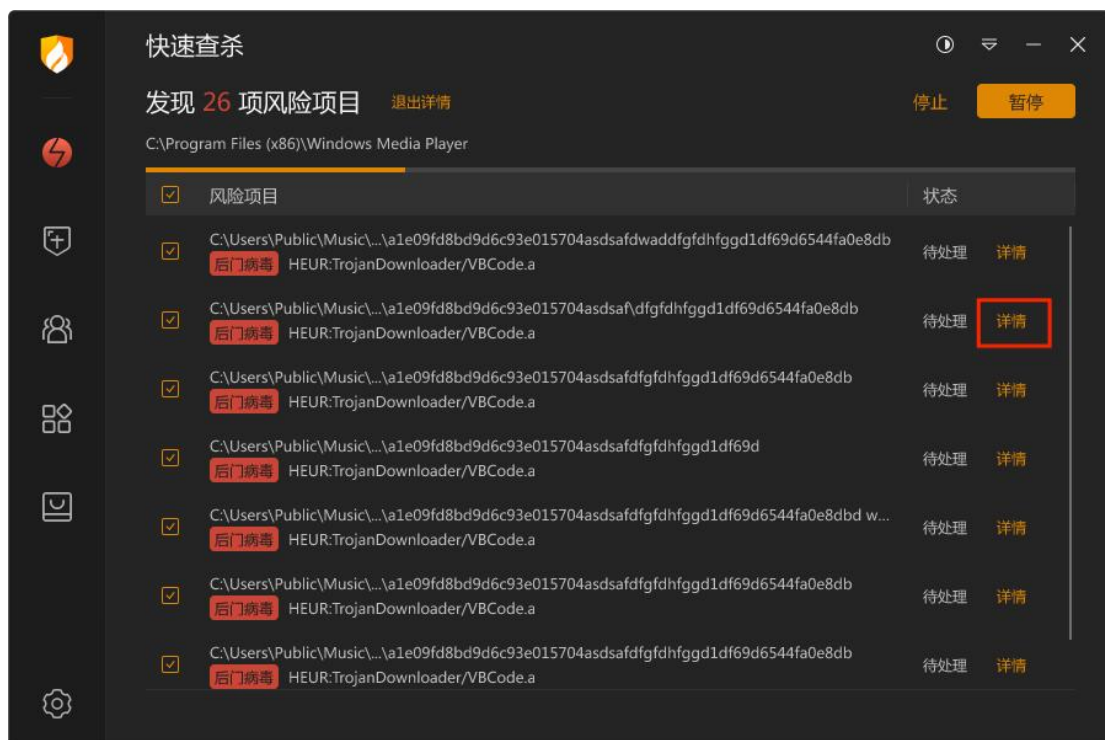 快速查杀
发现 26 项风险项目 退出详情 停止 暂停
C:\Program Files (x86)\Windows Media Player
风险项目 状态
C:\Users\Public\Music\...\a1e09fd8bd9d6c93e015704asdsafdwaddfgfdhfggd1df69d6544fa0e8db
后门病毒 HEUR:TrojanDownloader/VBCode.a 待处理 详情
C:\Users\Public\Music\...\a1e09fd8bd9d6c93e015704asdsaf\dfgfdhfggd1df69d6544fa0e8db
后门病毒 HEUR:TrojanDownloader/VBCode.a 待处理 详情
C:\Users\Public\Music\...\a1e09fd8bd9d6c93e015704asdsafdfgfdhfggd1df69d6544fa0e8db
后门病毒 HEUR:TrojanDownloader/VBCode.a 待处理 详情
C:\Users\Public\Music\...\a1e09fd8bd9d6c93e015704asdsafdfgfdhfggd1df69d
后门病毒 HEUR:TrojanDownloader/VBCode.a 待处理 详情
C:\Users\Public\Music\...\a1e09fd8bd9d6c93e015704asdsafdfgfdhfggd1df69d6544fa0e8dbd w...
后门病毒 HEUR:TrojanDownloader/VBCode.a 待处理 详情
C:\Users\Public\Music\...\a1e09fd8bd9d6c93e015704asdsafdfgfdhfggd1df69d6544fa0e8db
后门病毒 HEUR:TrojanDownloader/VBCode.a 待处理 详情
C:\Users\Public\Music\...\a1e09fd8bd9d6c93e015704asdsafdfgfdhfggd1df69d6544fa0e8db
后门病毒 HEUR:TrojanDownloader/VBCode.a 待处理 详情